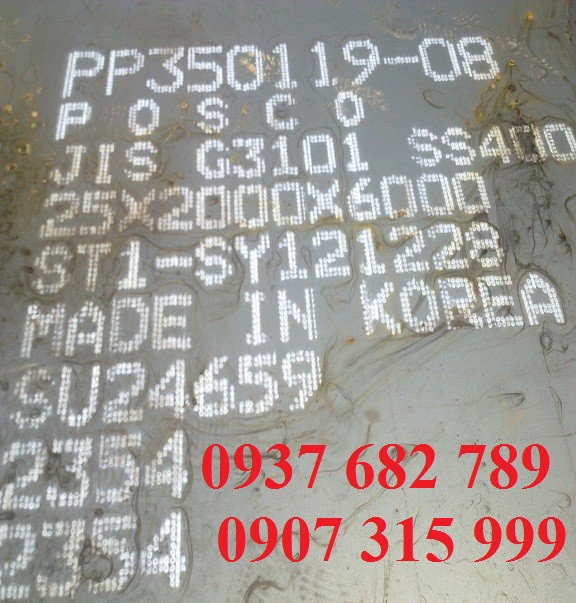 PP350119-08
POSCO
JIS G3101 SS400
25X2000X6000
ST1-SY121228
MADE IN KOREA
SU24659
2354
2354
0937 682 789
0907 315 999